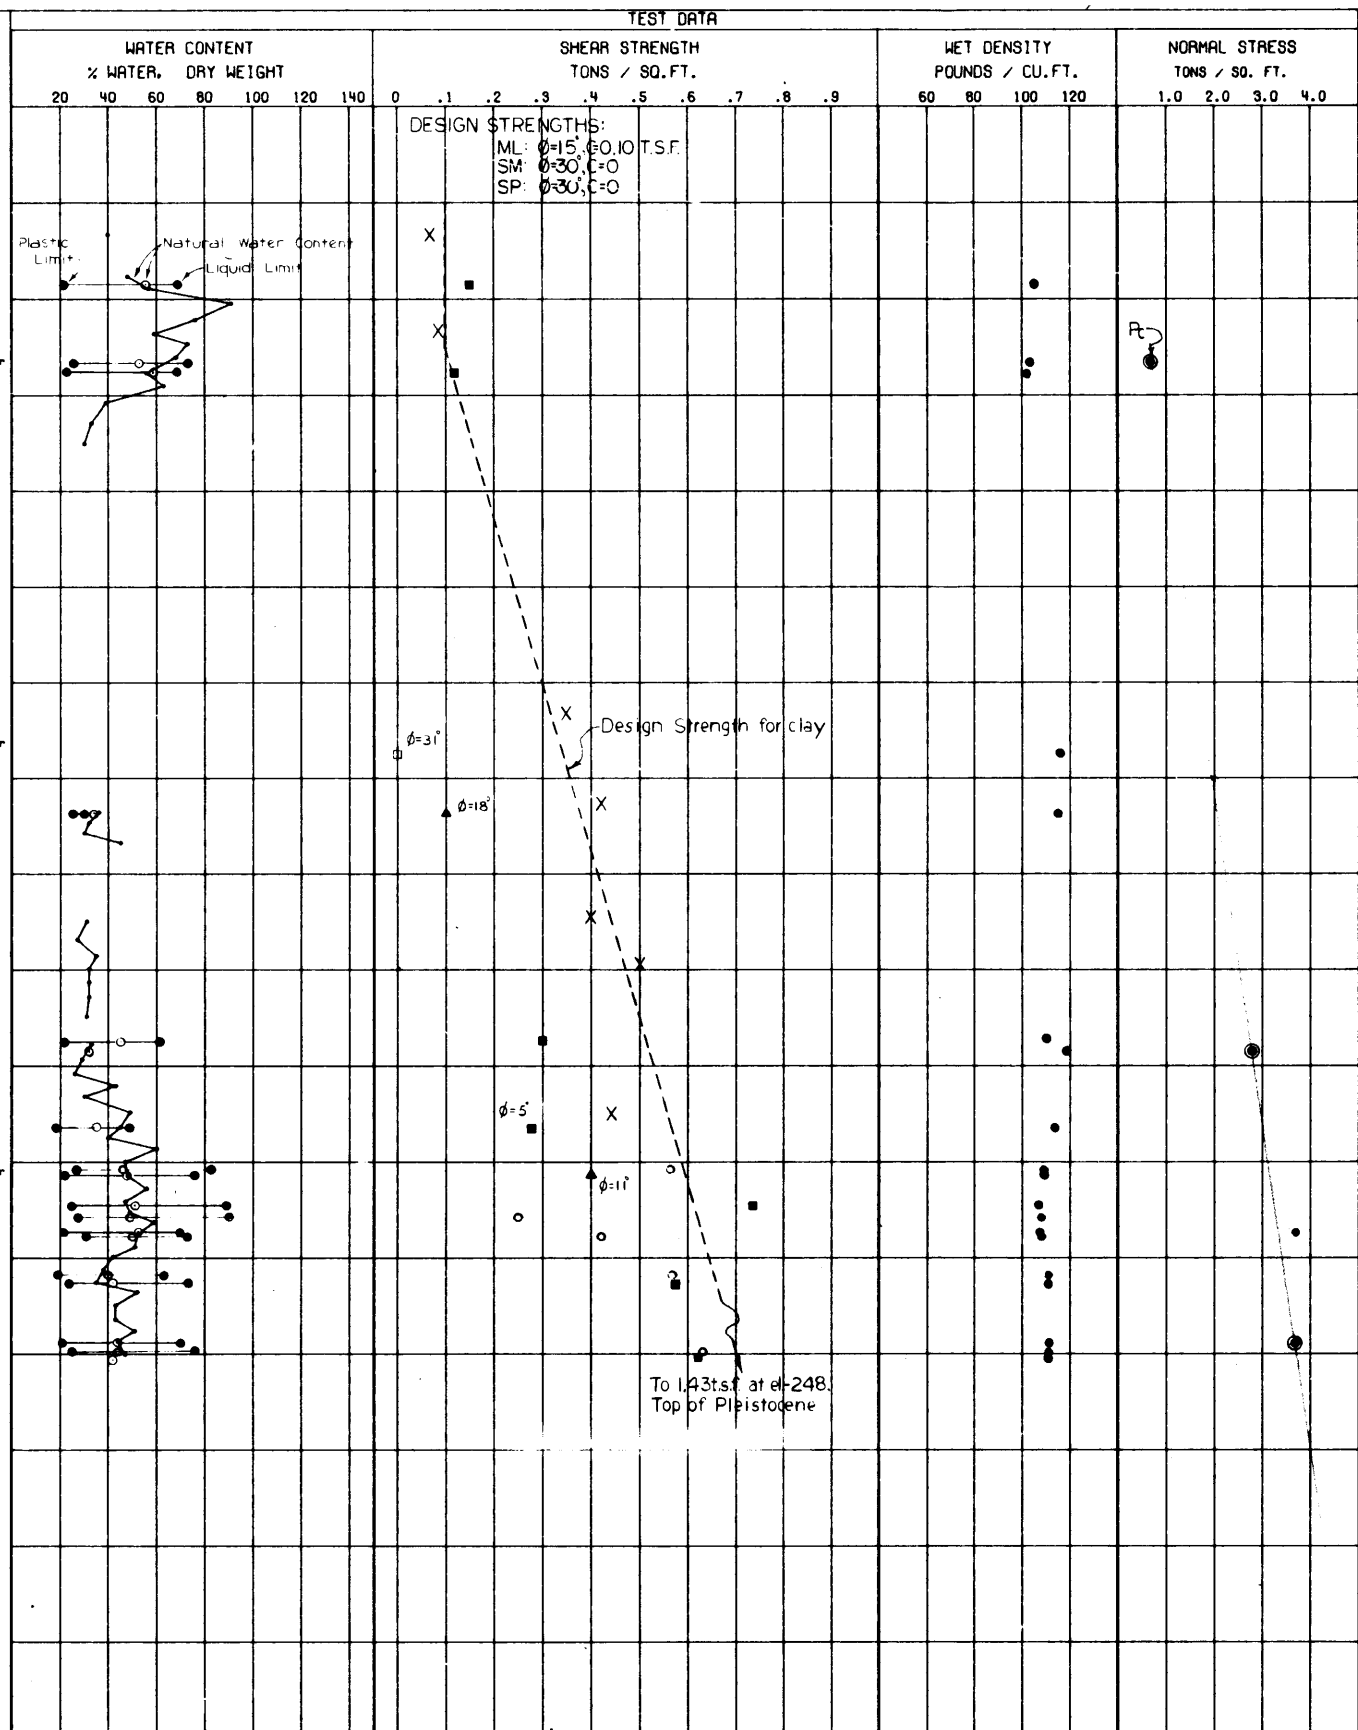 TEST DATA
WATER CONTENT
% WATER, DRY WEIGHT
SHEAR STRENGTH
TONS / SQ.FT.
WET DENSITY
POUNDS / CU.FT.
NORMAL STRESS
TONS / SQ. FT.
20 40 60 80 100 120 140
0 .1 .2 .3 .4 .5 .6 .7 .8 .9
60 80 100 120
1.0 2.0 3.0 4.0
DESIGN STRENGTHS:
ML: Ø=15°, C=0.10 T.S.F.
SM: Ø=30°, C=0
SP: Ø=30°, C=0
Plastic
Limit
Natural Water Content
Liquid Limit
Pc
Design Strength for clay
Ø=31°
Ø=18°
Ø=5°
Ø=11°
To 1.43 t.s.f. at el-248.
Top of Pleistocene